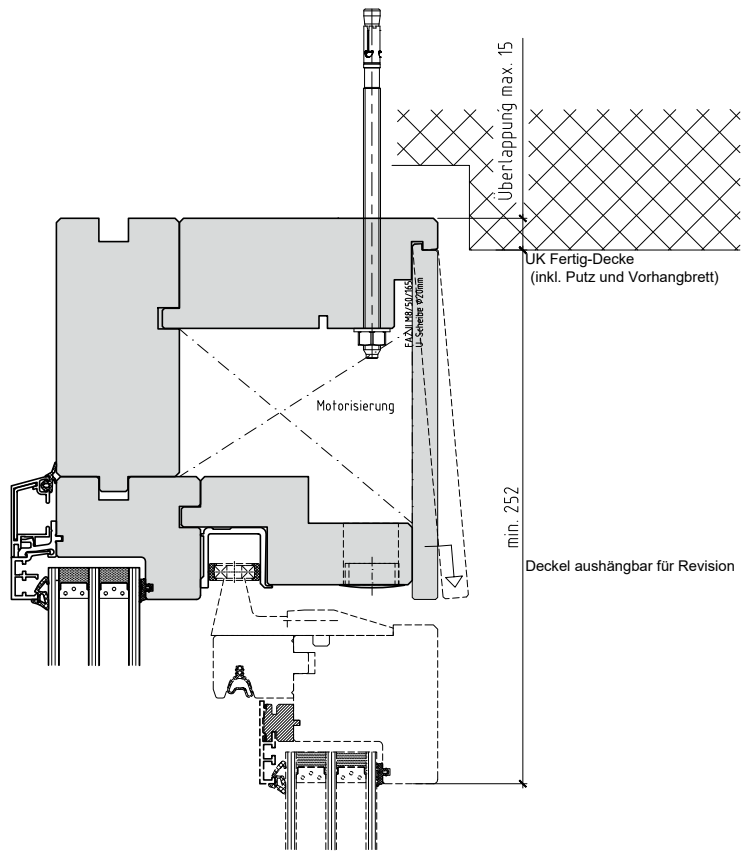 Überlappung max. 15
UK Fertig-Decke
(inkl. Putz und Vorhangbrett)
FAZ II M8/50/165
U-Scheibe Φ20mm
Motorisierung
min. 252
Deckel aushängbar für Revision